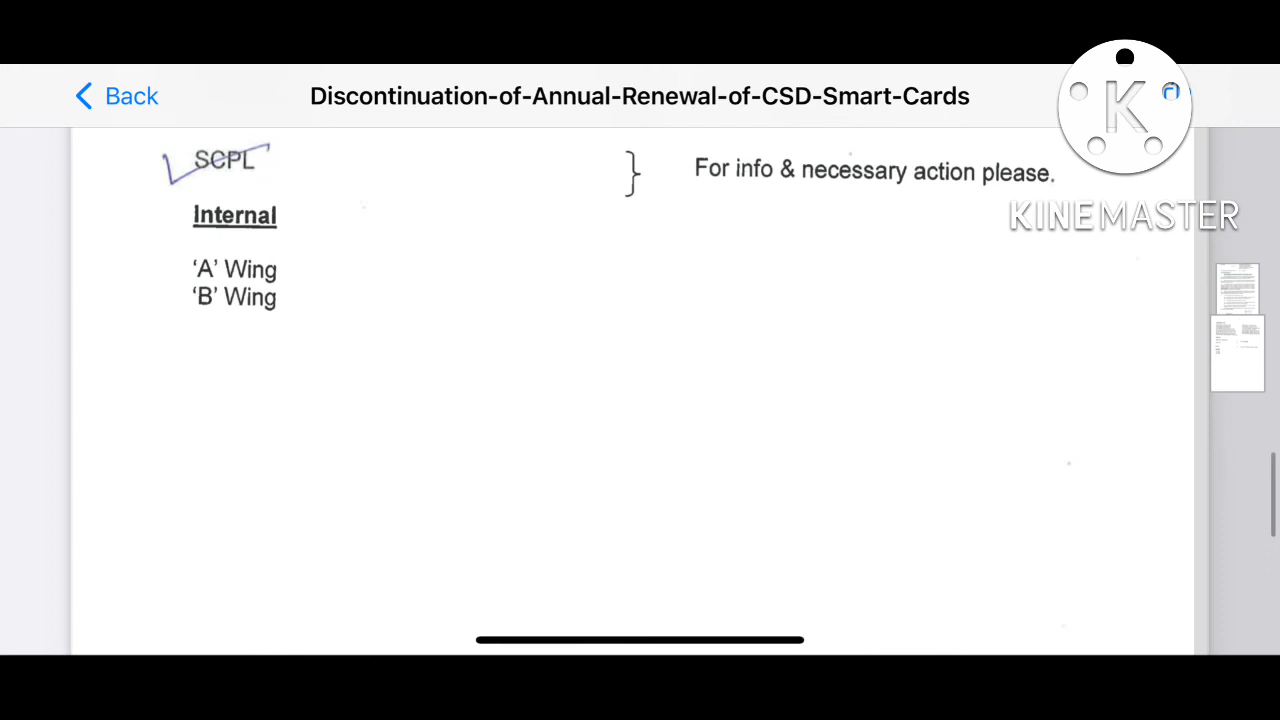 Back
Discontinuation-of-Annual-Renewal-of-CSD-Smart-Cards
K
KINEMASTER
SCPL
} For info & necessary action please.
Internal
‘A’ Wing
‘B’ Wing